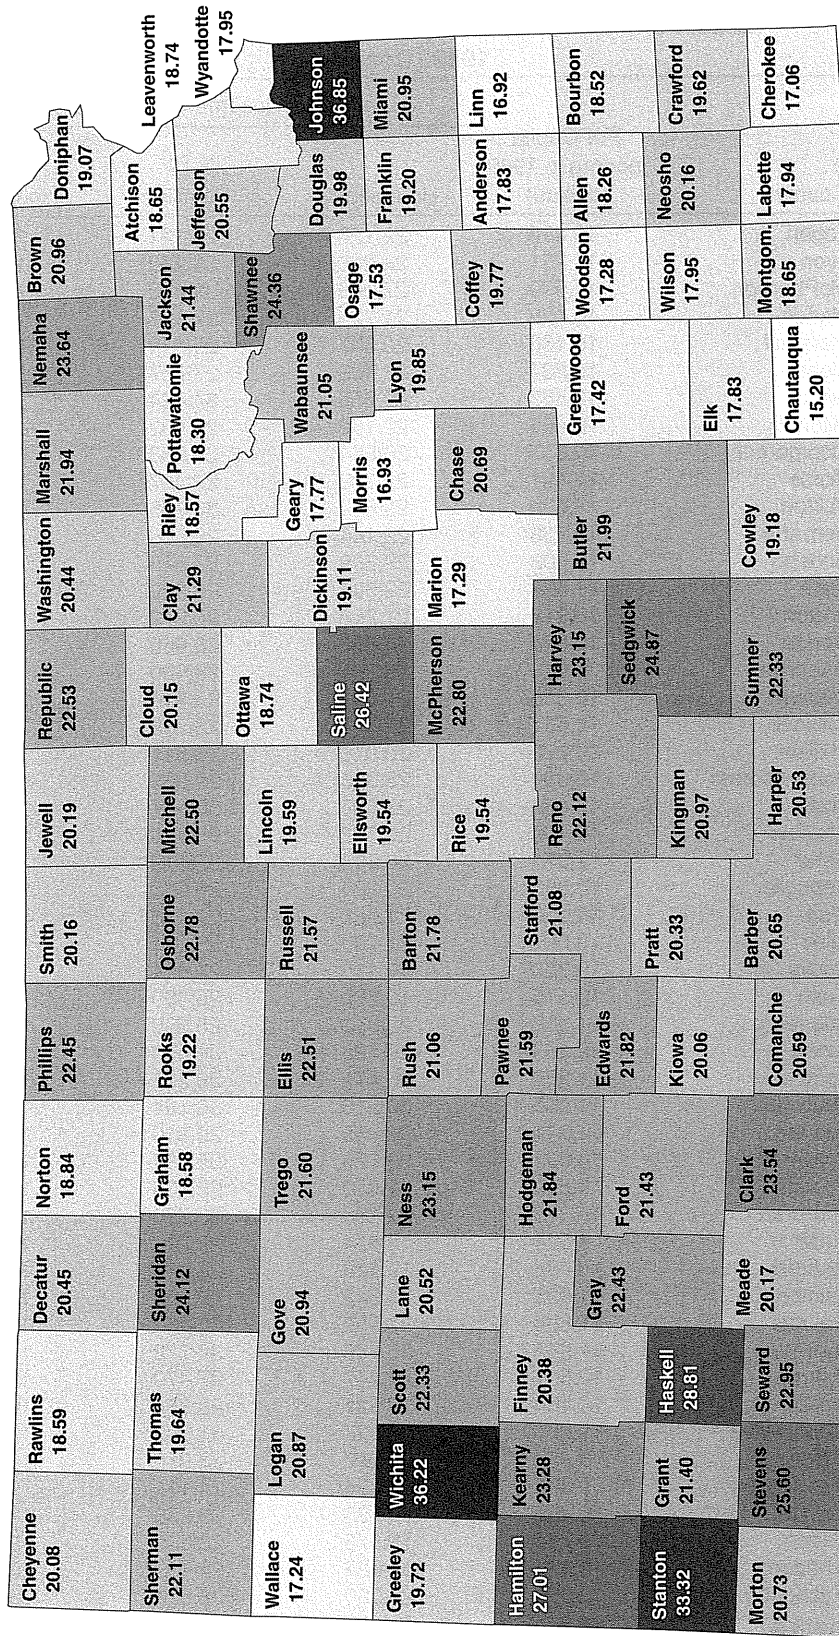 Cheyenne
20.08
Rawlins
18.59
Decatur
20.45
Norton
18.84
Phillips
22.45
Smith
20.16
Jewell
20.19
Republic
22.53
Washington
20.44
Marshall
21.94
Nemaha
23.64
Brown
20.96
Doniphan
19.07
Sherman
22.11
Thomas
19.64
Sheridan
24.12
Graham
18.58
Rooks
19.22
Osborne
22.78
Mitchell
22.50
Cloud
20.15
Clay
21.29
Riley
18.57
Pottawatomie
18.30
Jackson
21.44
Atchison
18.65
Jefferson
20.55
Leavenworth
18.74
Wyandotte
17.95
Wallace
17.24
Logan
20.87
Gove
20.94
Trego
21.60
Ellis
22.51
Russell
21.57
Lincoln
19.59
Ottawa
18.74
Saline
26.42
Dickinson
19.11
Geary
17.77
Morris
16.93
Wabaunsee
21.05
Shawnee
24.36
Osage
17.53
Douglas
19.98
Johnson
36.85
Greeley
19.72
Wichita
36.22
Scott
22.33
Lane
20.52
Ness
23.15
Rush
21.06
Barton
21.78
Ellsworth
19.54
Rice
19.54
McPherson
22.80
Marion
17.29
Chase
20.69
Lyon
19.85
Coffey
19.77
Franklin
19.20
Miami
20.95
Anderson
17.83
Linn
16.92
Hamilton
27.01
Kearny
23.28
Finney
20.38
Gray
22.43
Hodgeman
21.84
Ford
21.43
Pawnee
21.59
Edwards
21.82
Stafford
21.08
Reno
22.12
Harvey
23.15
Sedgwick
24.87
Butler
21.99
Greenwood
17.42
Woodson
17.28
Allen
18.26
Bourbon
18.52
Stanton
33.32
Grant
21.40
Haskell
28.81
Kiowa
20.06
Pratt
20.33
Kingman
20.97
Elk
17.83
Wilson
17.95
Neosho
20.16
Crawford
19.62
Morton
20.73
Stevens
25.60
Seward
22.95
Meade
20.17
Clark
23.54
Comanche
20.59
Barber
20.65
Harper
20.53
Sumner
22.33
Cowley
19.18
Chautauqua
15.20
Montgom.
18.65
Labette
17.94
Cherokee
17.06